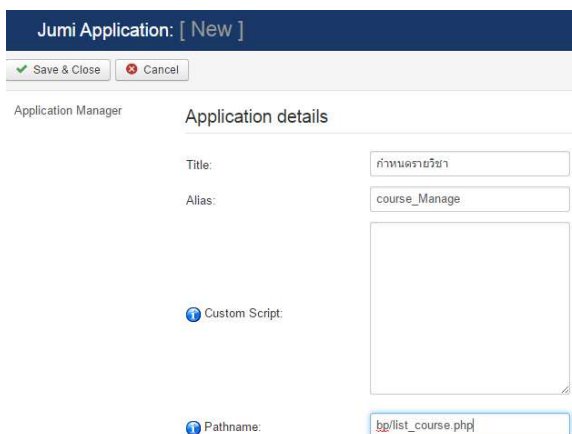 Jumi Application: [ New ]
Save & Close Cancel
Application Manager
Application details
Title: กำหนดรายวิชา
Alias: course_Manage
Custom Script:
Pathname: bp/list_course.php